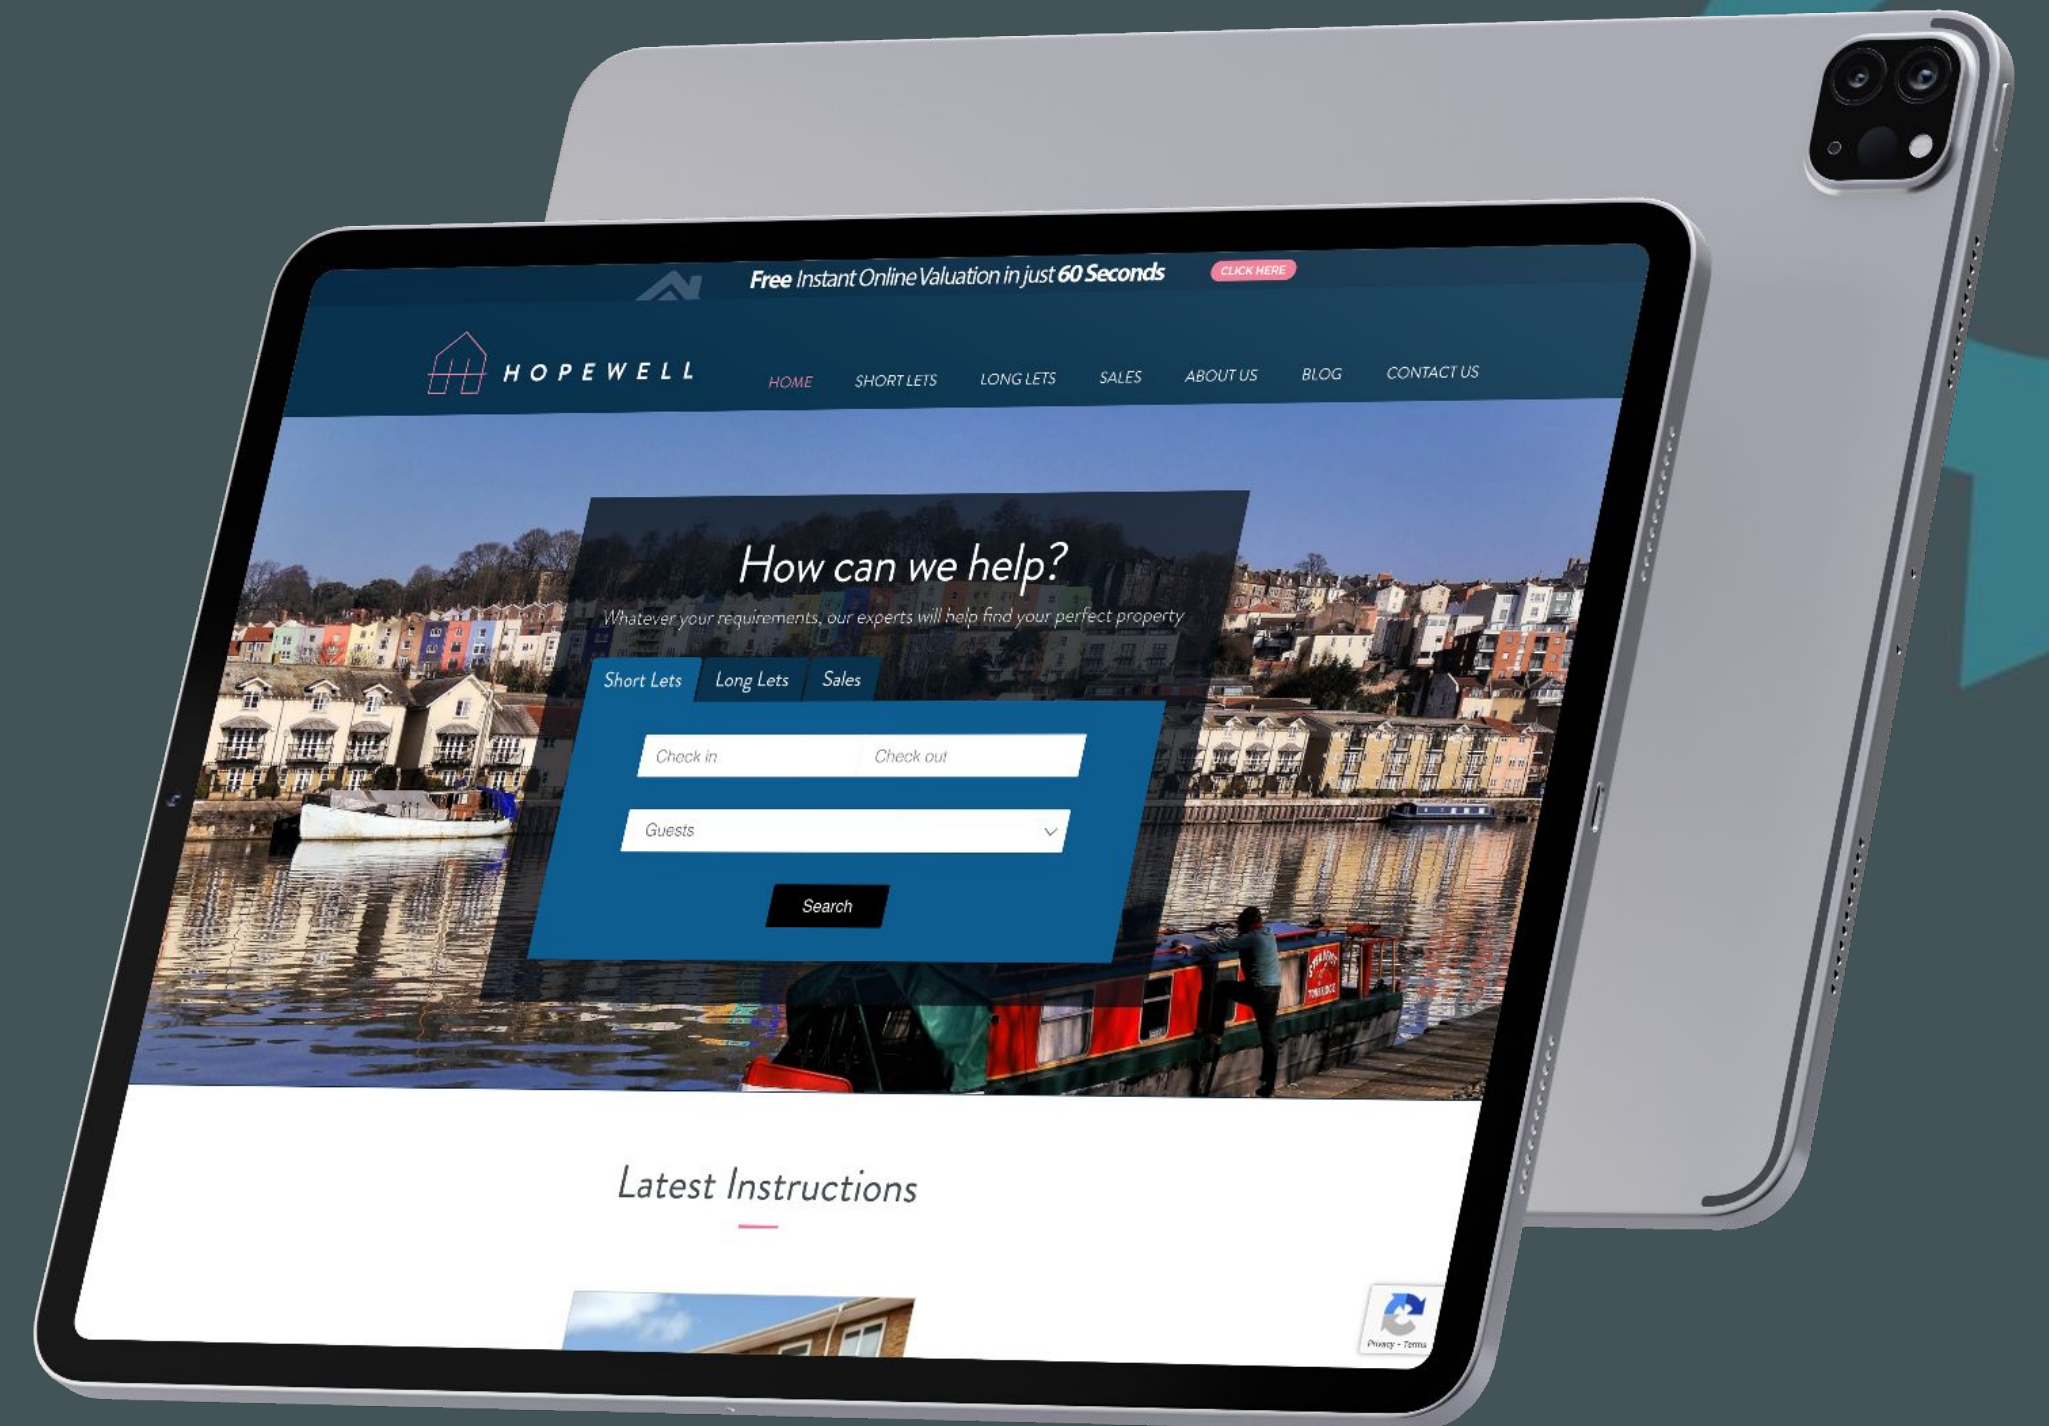 Free Instant Online Valuation in just 60 Seconds CLICK HERE
HOPEWELL
HOME SHORT LETS LONG LETS SALES ABOUT US BLOG CONTACT US
How can we help?
Whatever your requirements, our experts will help find your perfect property
Short Lets Long Lets Sales
Check in Check out
Guests
Search
Latest Instructions
Privacy - Terms